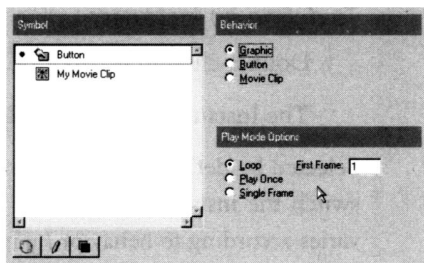 Symbol
Button
My Movie Clip
Behavior
Graphic
Button
Movie Clip
Play Mode Options
Loop First Frame: 1
Play Once
Single Frame